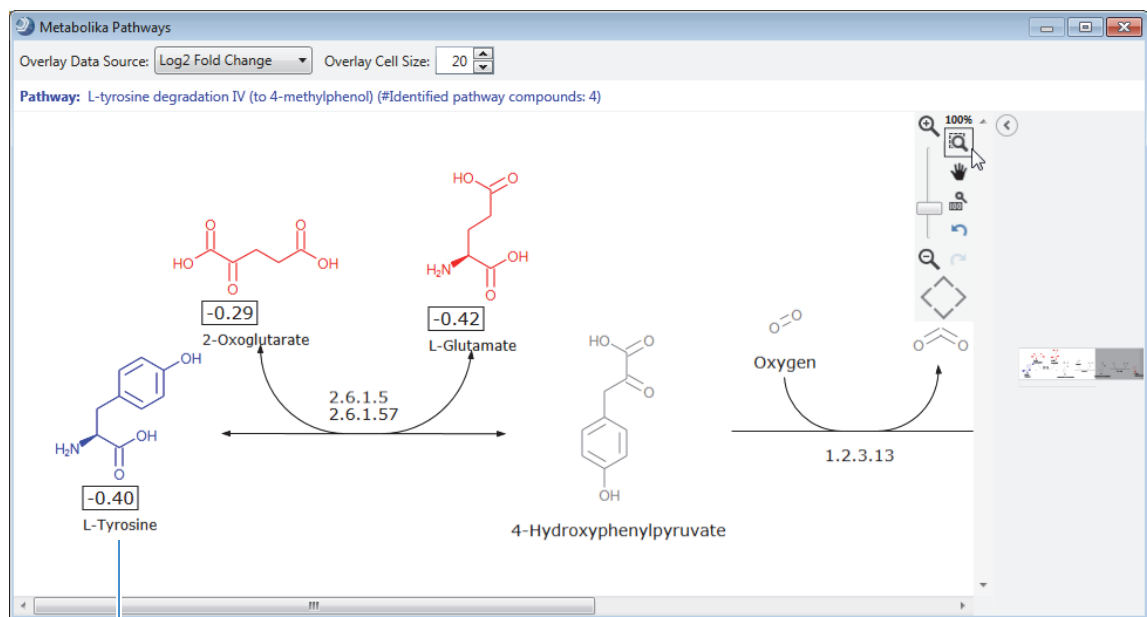 Metabolika Pathways
Overlay Data Source: Log2 Fold Change Overlay Cell Size: 20
Pathway: L-tyrosine degradation IV (to 4-methylphenol) (#Identified pathway compounds: 4)
100%
HO O
O O
HO OH
O
H₂N OH
O
-0.29
2-Oxoglutarate
-0.42
L-Glutamate
OH
H₂N OH
O
-0.40
L-Tyrosine
2.6.1.5
2.6.1.57
HO O
O
OH
4-Hydroxyphenylpyruvate
O O
Oxygen
O O
1.2.3.13